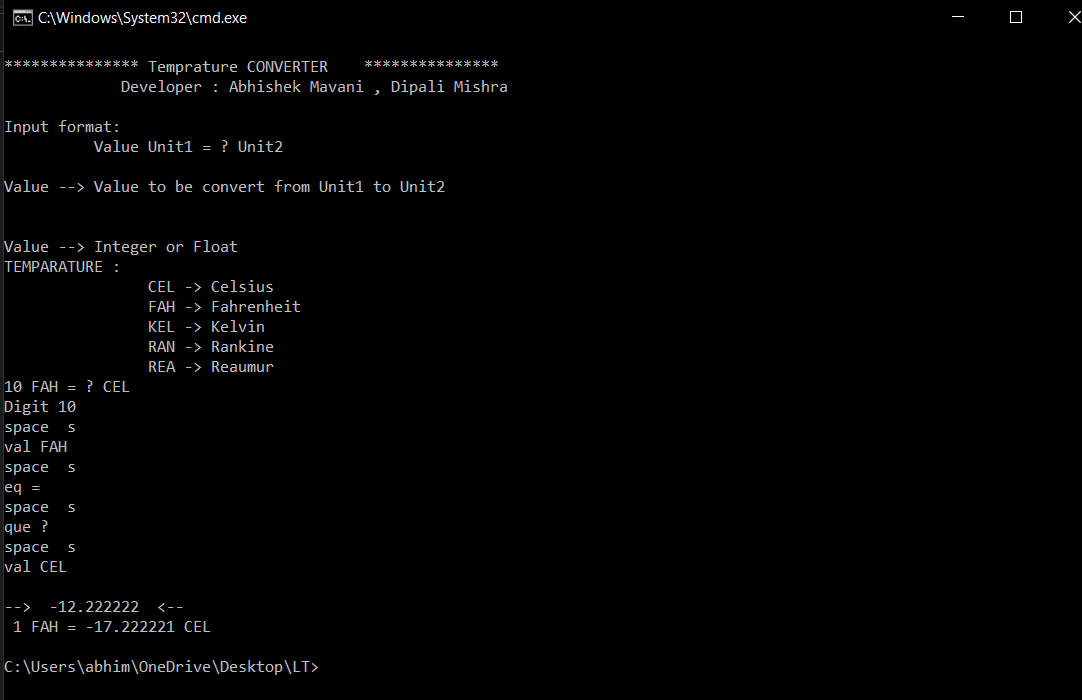 C:\Windows\System32\cmd.exe
*************** Temprature CONVERTER    ***************
             Developer : Abhishek Mavani , Dipali Mishra
Input format:
          Value Unit1 = ? Unit2
Value --> Value to be convert from Unit1 to Unit2
Value --> Integer or Float
TEMPARATURE :
                CEL -> Celsius
                FAH -> Fahrenheit
                KEL -> Kelvin
                RAN -> Rankine
                REA -> Reaumur
10 FAH = ? CEL
Digit 10
space  s
val FAH
space  s
eq =
space  s
que ?
space  s
val CEL
-->  -12.222222  <--
 1 FAH = -17.222221 CEL
C:\Users\abhim\OneDrive\Desktop\LT>